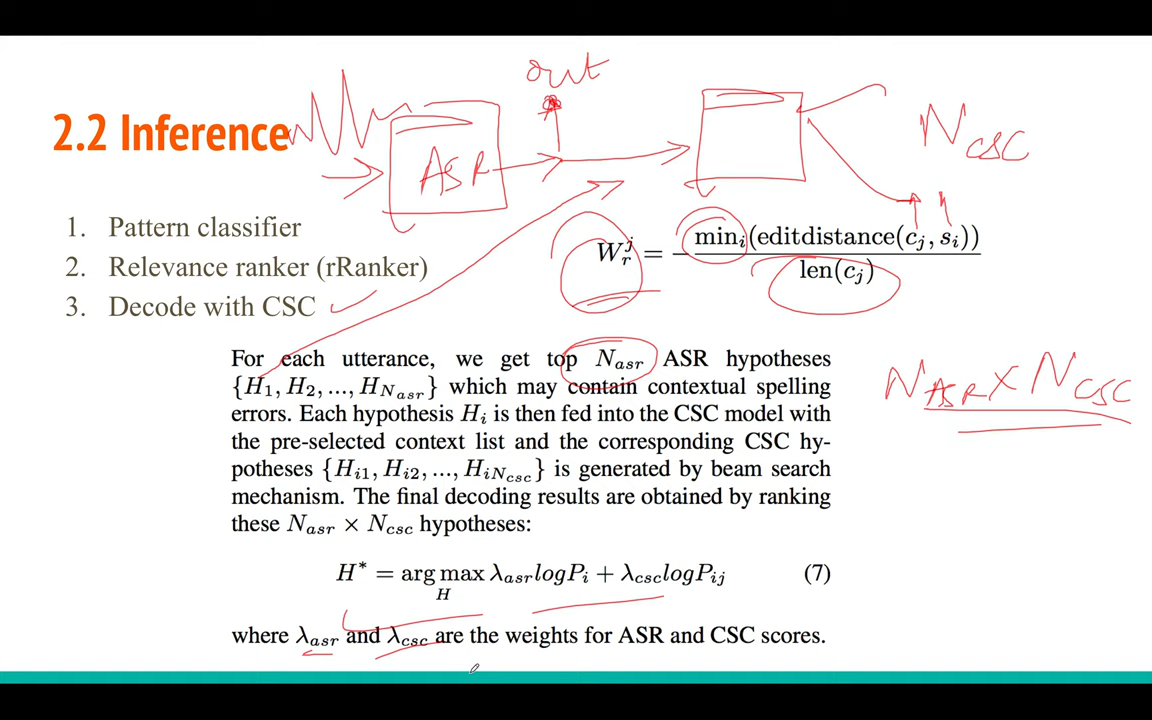 out
2.2 Inference
ASR
N_CSC
1. Pattern classifier
2. Relevance ranker (rRanker)
3. Decode with CSC
W_r^j = − min_i(editdistance(c_j, s_i)) / len(c_j)
For each utterance, we get top N_asr ASR hypotheses
{H_1, H_2, ..., H_{N_asr}} which may contain contextual spelling
errors. Each hypothesis H_i is then fed into the CSC model with
the pre-selected context list and the corresponding CSC hy-
potheses {H_{i1}, H_{i2}, ..., H_{iN_csc}} is generated by beam search
mechanism. The final decoding results are obtained by ranking
these N_asr × N_csc hypotheses:
N_ASR × N_CSC
H* = arg max_H λ_asr logP_i + λ_csc logP_ij (7)
where λ_asr and λ_csc are the weights for ASR and CSC scores.